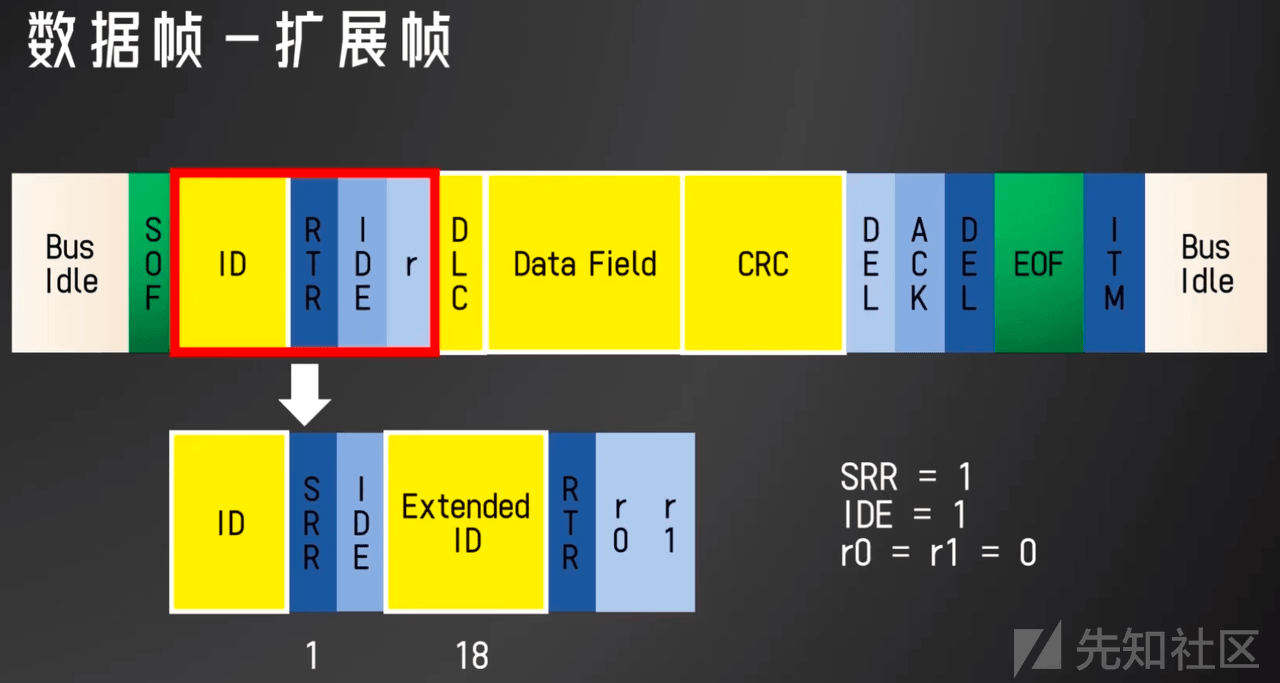 数据帧－扩展帧
Bus Idle
SOF
ID
RTR
IDE
r
DLC
Data Field
CRC
DEL
ACK
DEL
EOF
ITM
Bus Idle
ID
SRR
IDE
Extended ID
RTR
r0
r1
1
18
SRR = 1
IDE = 1
r0 = r1 = 0
先知社区